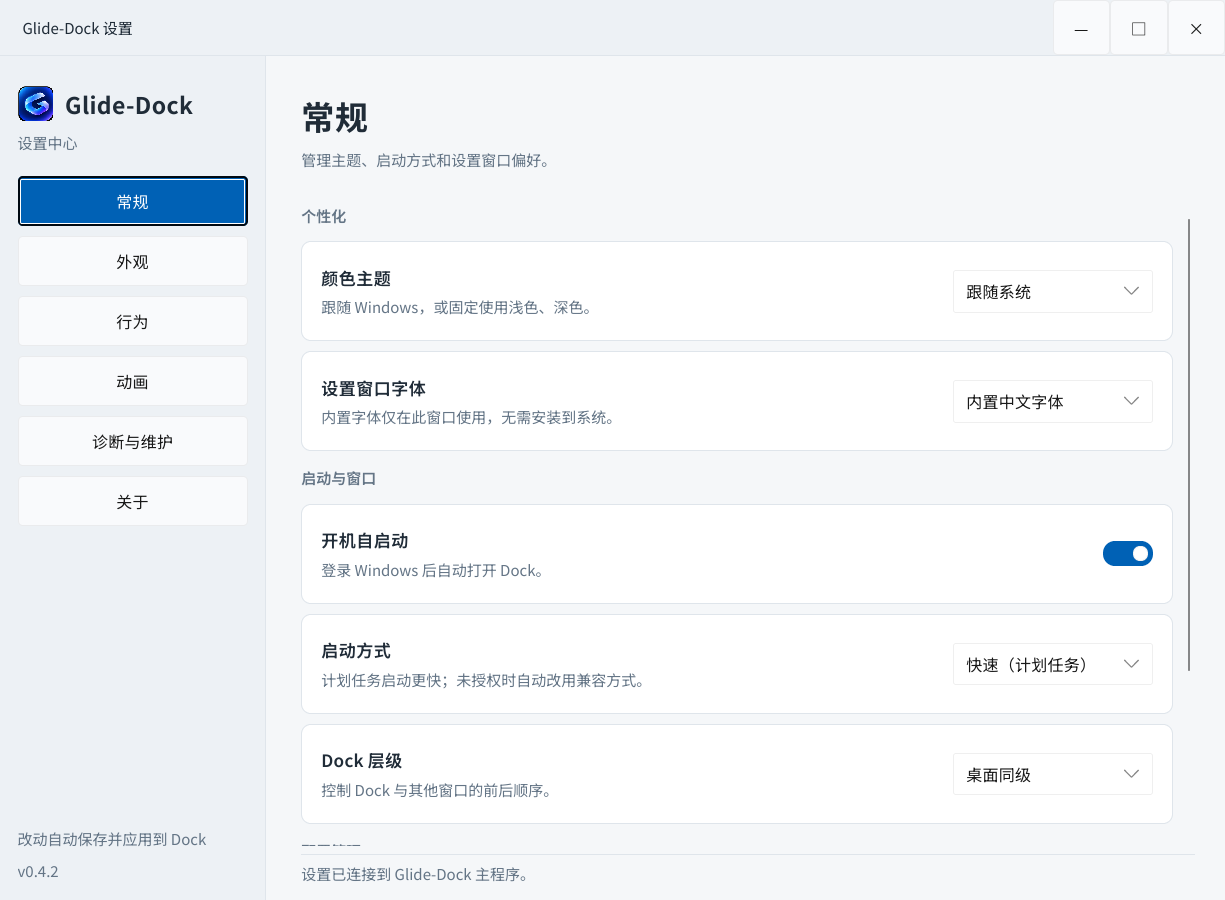 Glide-Dock 设置
Glide-Dock
设置中心
常规
外观
行为
动画
诊断与维护
关于
改动自动保存并应用到 Dock
v0.4.2
常规
管理主题、启动方式和设置窗口偏好。
个性化
颜色主题
跟随 Windows，或固定使用浅色、深色。
跟随系统
设置窗口字体
内置字体仅在此窗口使用，无需安装到系统。
内置中文字体
启动与窗口
开机自启动
登录 Windows 后自动打开 Dock。
启动方式
计划任务启动更快；未授权时自动改用兼容方式。
快速（计划任务）
Dock 层级
控制 Dock 与其他窗口的前后顺序。
桌面同级
设置已连接到 Glide-Dock 主程序。